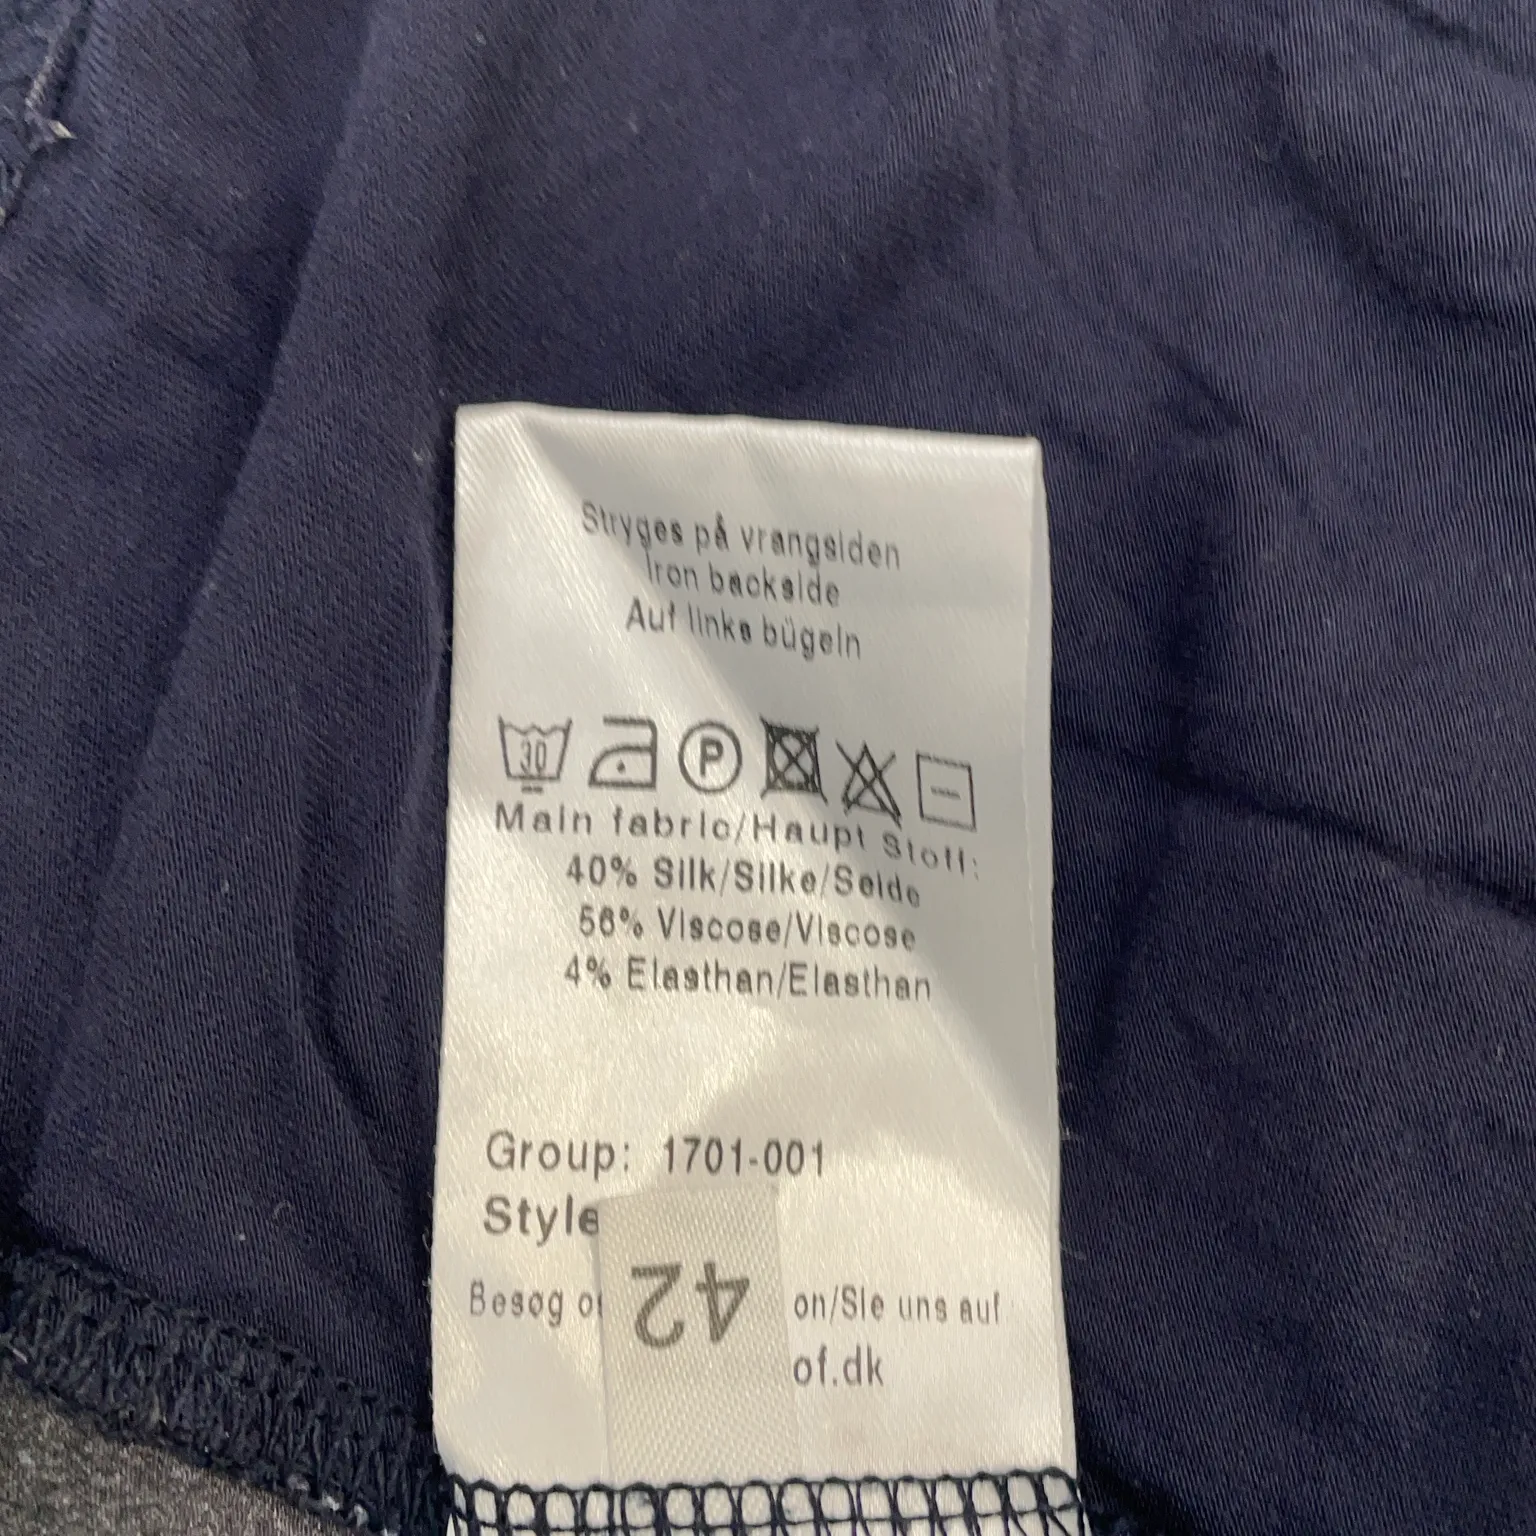 Stryges på vrangsiden
Iron backside
Auf links bügeln
30
P
Main fabric/Haupt Stoff:
40% Silk/Silke/Seide
56% Viscose/Viscose
4% Elasthan/Elasthan
Group: 1701-001
Style
Besøg on/Sie uns auf
of.dk
42